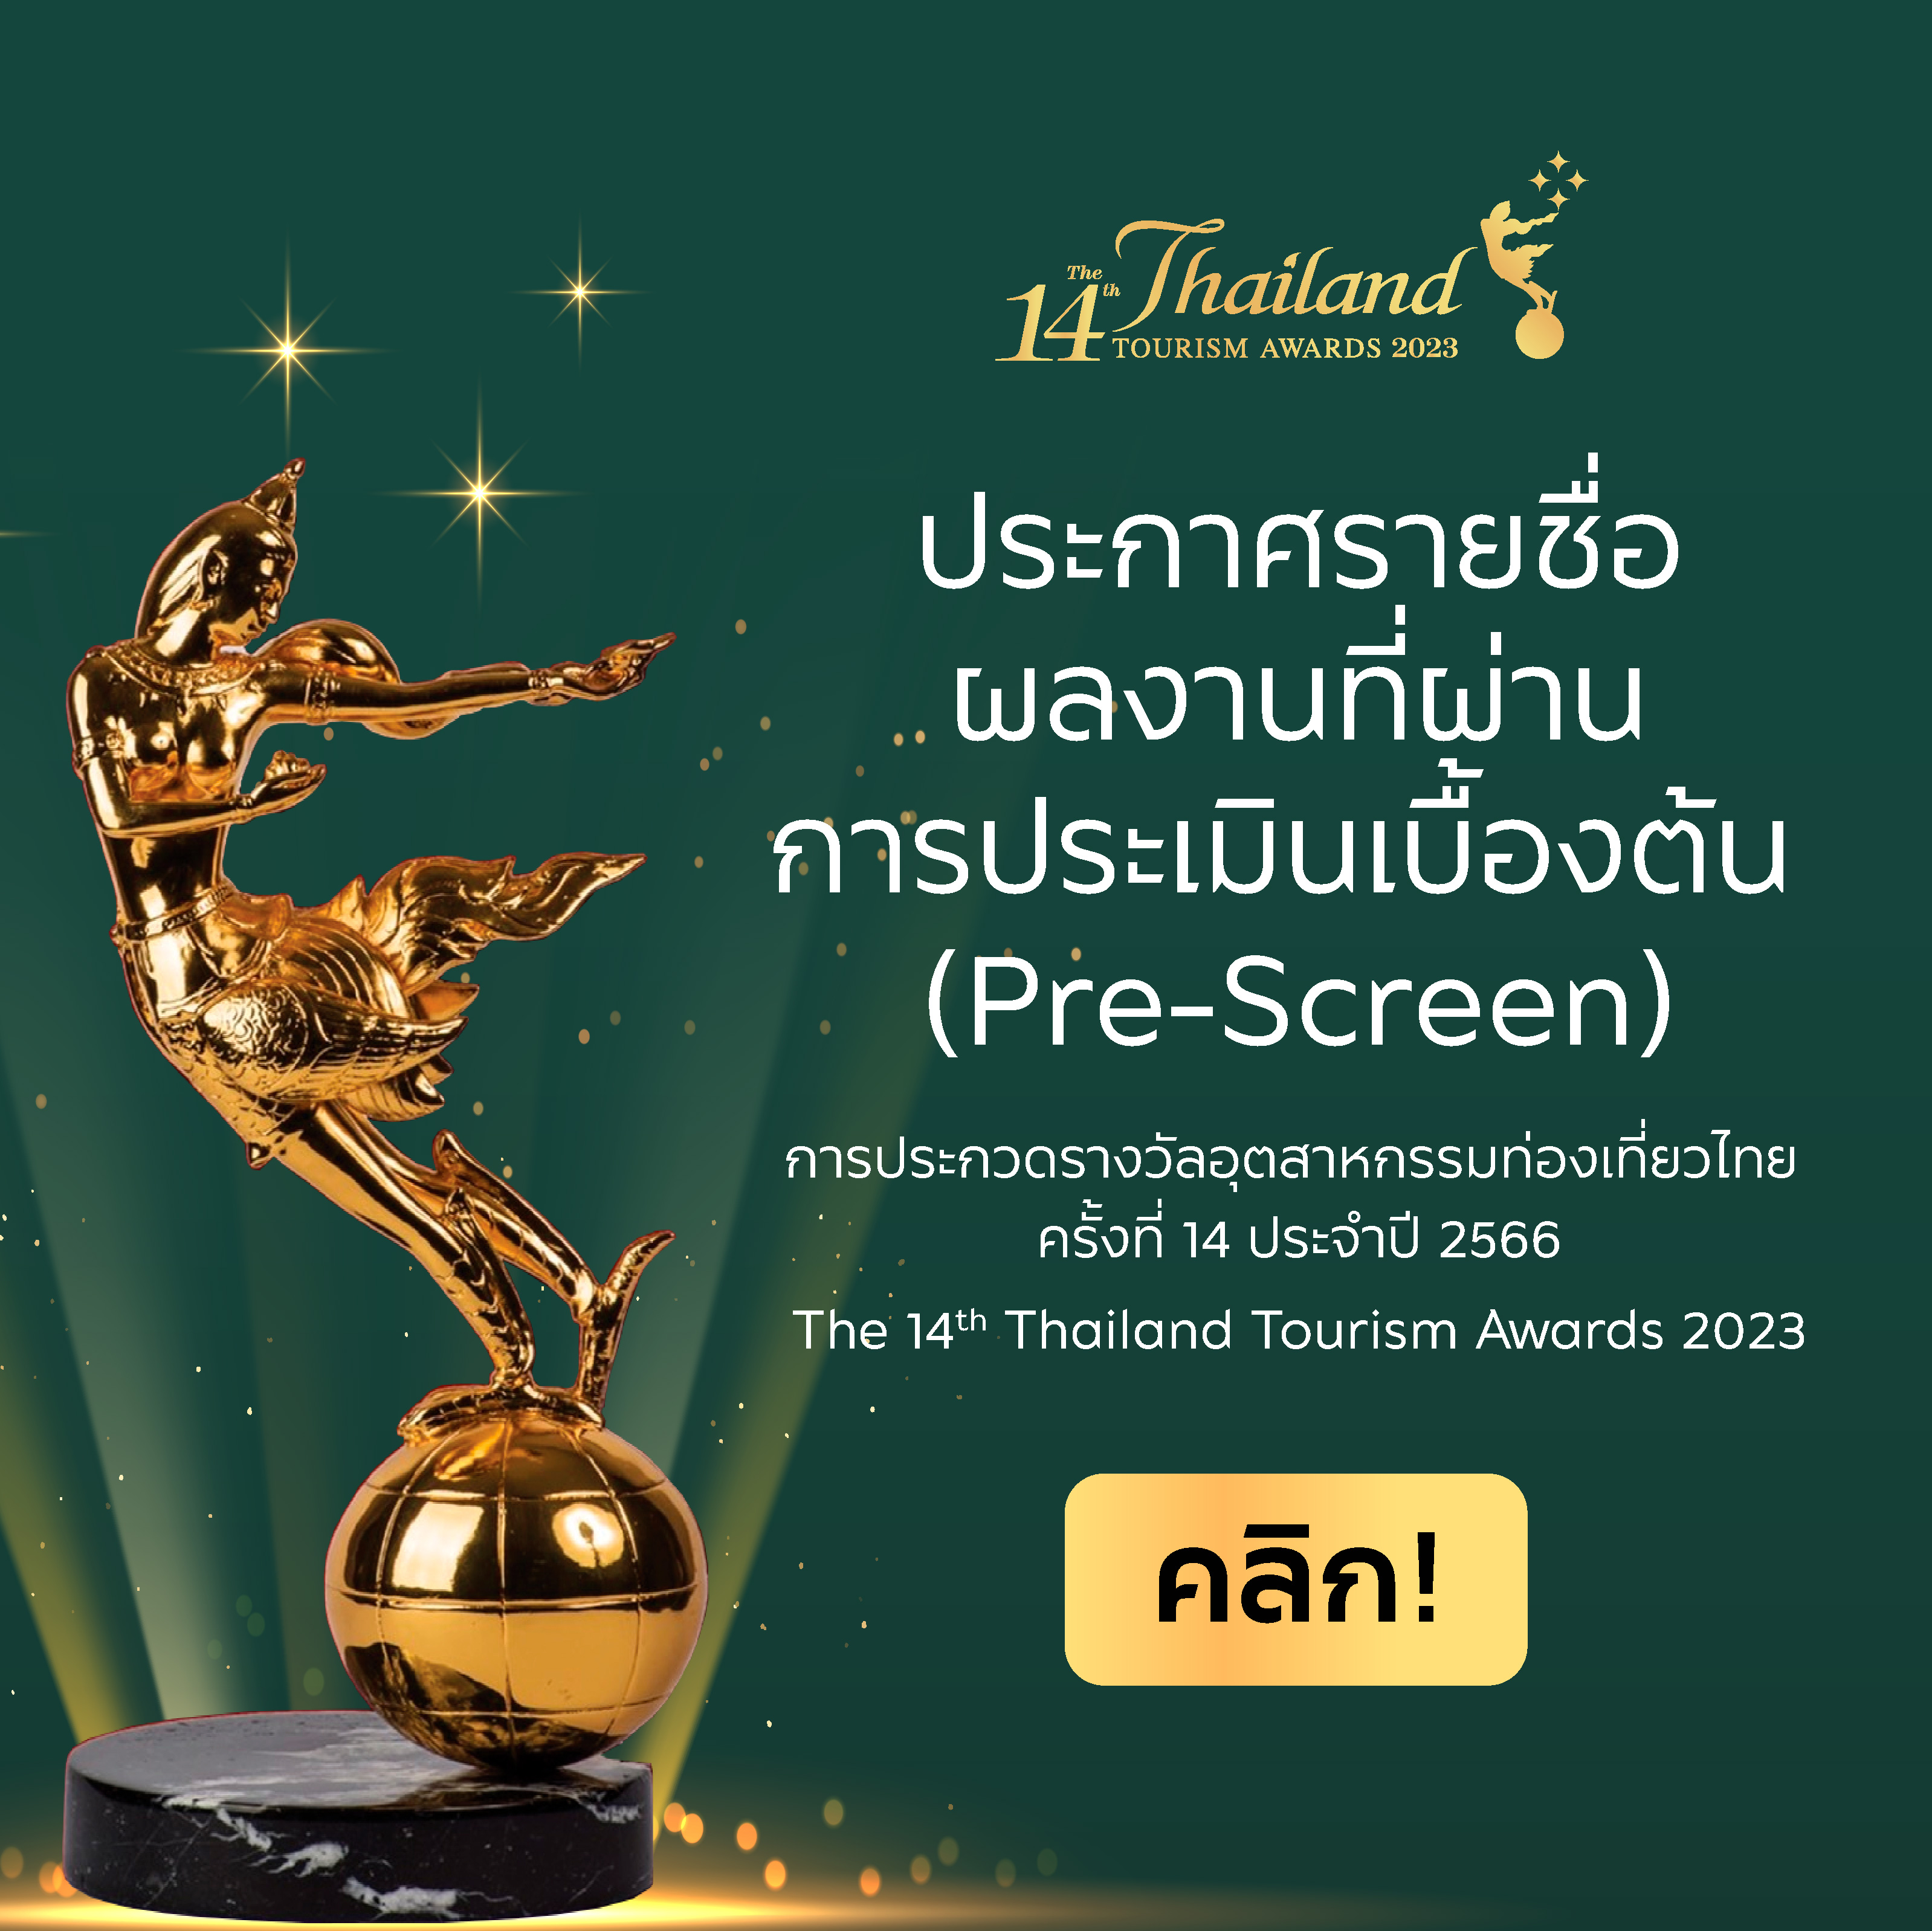 The
14th Thailand
TOURISM AWARDS 2023
ประกาศรายชื่อ
ผลงานที่ผ่าน
การประเมินเบื้องต้น
(Pre-Screen)
การประกวดรางวัลอุตสาหกรรมท่องเที่ยวไทย
ครั้งที่ 14 ประจำปี 2566
The 14th Thailand Tourism Awards 2023
คลิก!